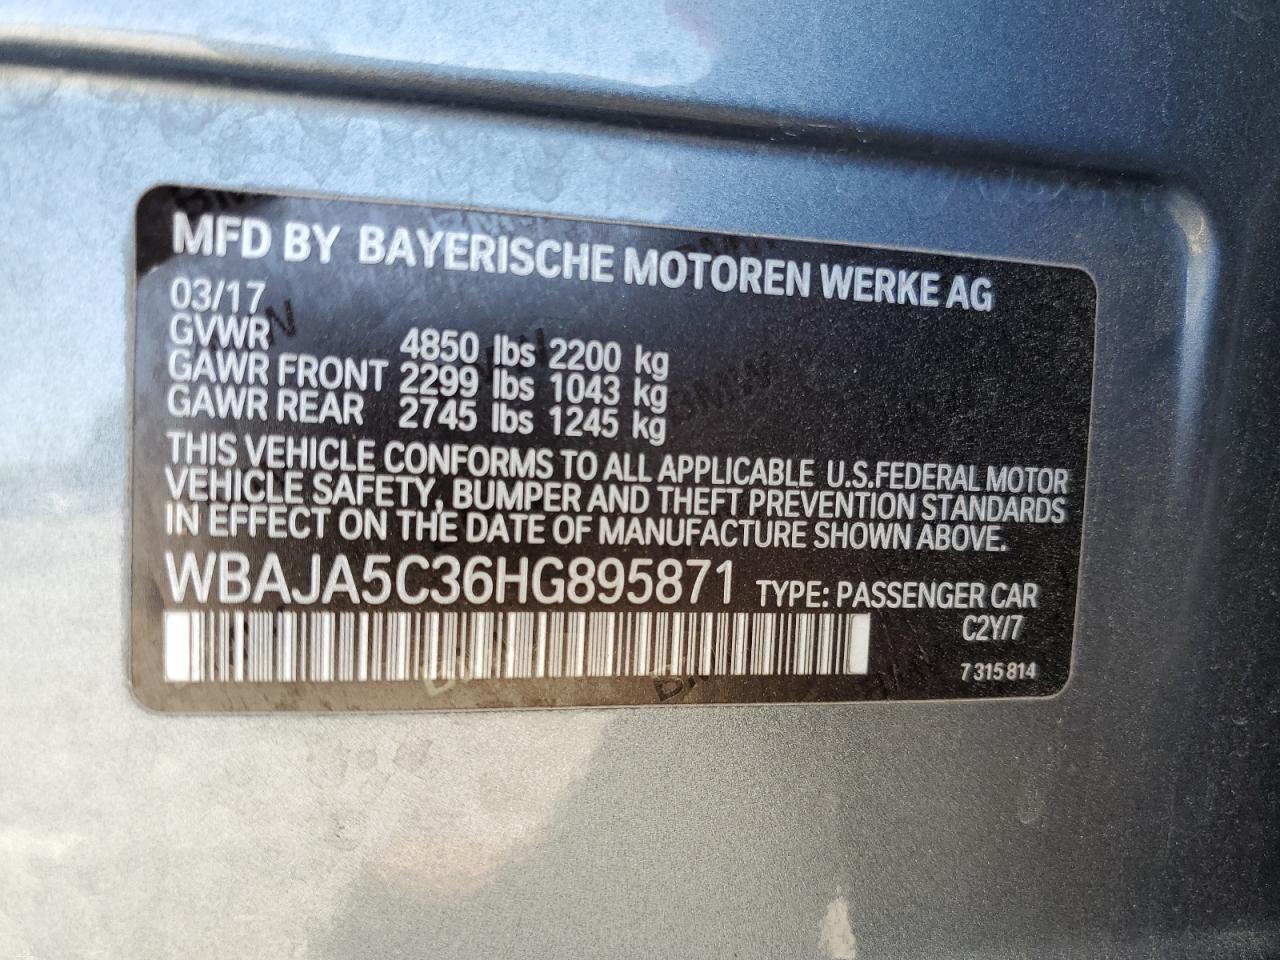 MFD BY BAYERISCHE MOTOREN WERKE AG
03/17
GVWR 4850 lbs 2200 kg
GAWR FRONT 2299 lbs 1043 kg
GAWR REAR 2745 lbs 1245 kg
THIS VEHICLE CONFORMS TO ALL APPLICABLE U.S.FEDERAL MOTOR
VEHICLE SAFETY, BUMPER AND THEFT PREVENTION STANDARDS
IN EFFECT ON THE DATE OF MANUFACTURE SHOWN ABOVE.
WBAJA5C36HG895871 TYPE: PASSENGER CAR
C2Y/7
7 315 814